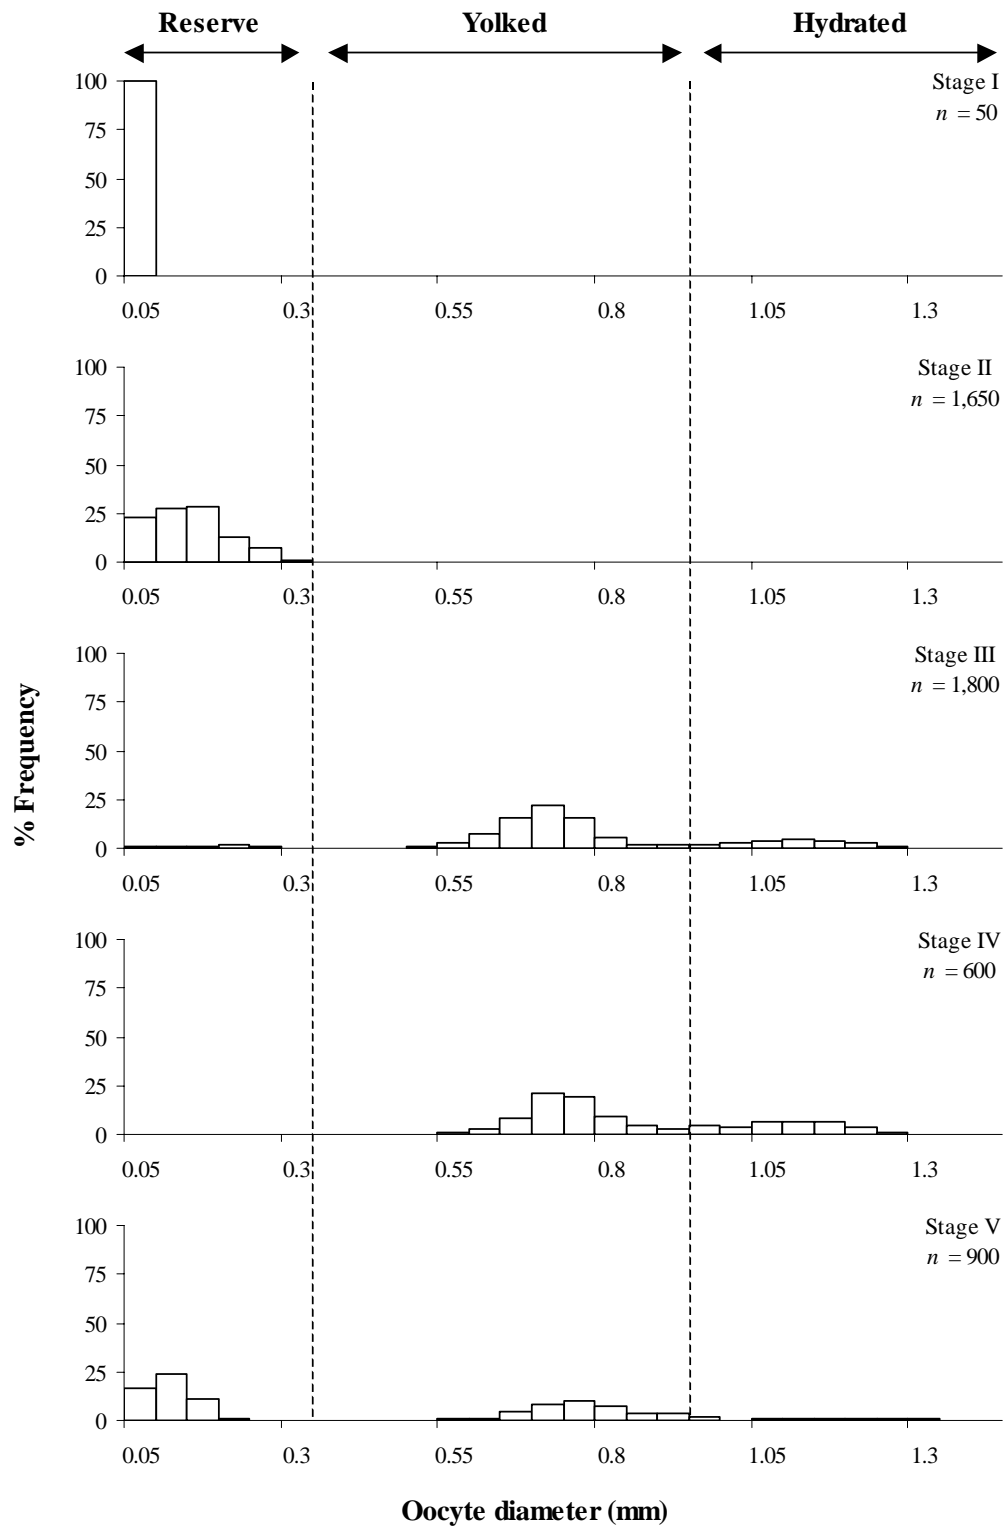 Reserve Yolked Hydrated
Stage I
n = 50
100
75
50
25
0
0.05 0.3 0.55 0.8 1.05 1.3
Stage II
n = 1,650
100
75
50
25
0
0.05 0.3 0.55 0.8 1.05 1.3
Stage III
n = 1,800
100
75
50
25
0
0.05 0.3 0.55 0.8 1.05 1.3
% Frequency
Stage IV
n = 600
100
75
50
25
0
0.05 0.3 0.55 0.8 1.05 1.3
Stage V
n = 900
100
75
50
25
0
0.05 0.3 0.55 0.8 1.05 1.3
Oocyte diameter (mm)